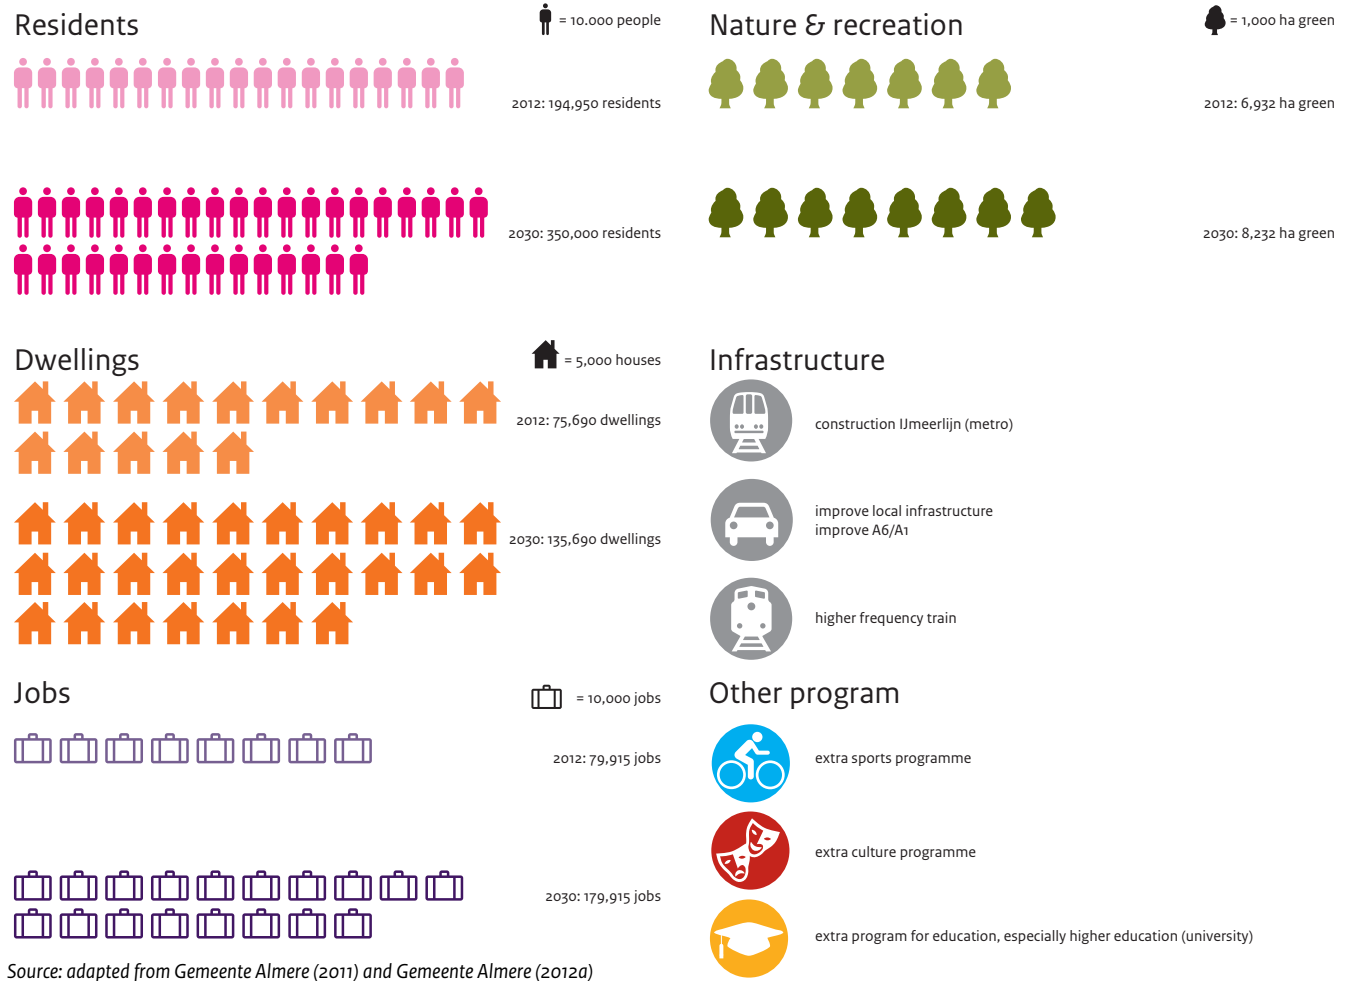 Residents
= 10.000 people
2012: 194,950 residents
2030: 350,000 residents
Dwellings
= 5,000 houses
2012: 75,690 dwellings
2030: 135,690 dwellings
Jobs
= 10,000 jobs
2012: 79,915 jobs
2030: 179,915 jobs
Nature & recreation
= 1,000 ha green
2012: 6,932 ha green
2030: 8,232 ha green
Infrastructure
construction IJmeerlijn (metro)
improve local infrastructure
improve A6/A1
higher frequency train
Other program
extra sports programme
extra culture programme
extra program for education, especially higher education (university)
Source: adapted from Gemeente Almere (2011) and Gemeente Almere (2012a)